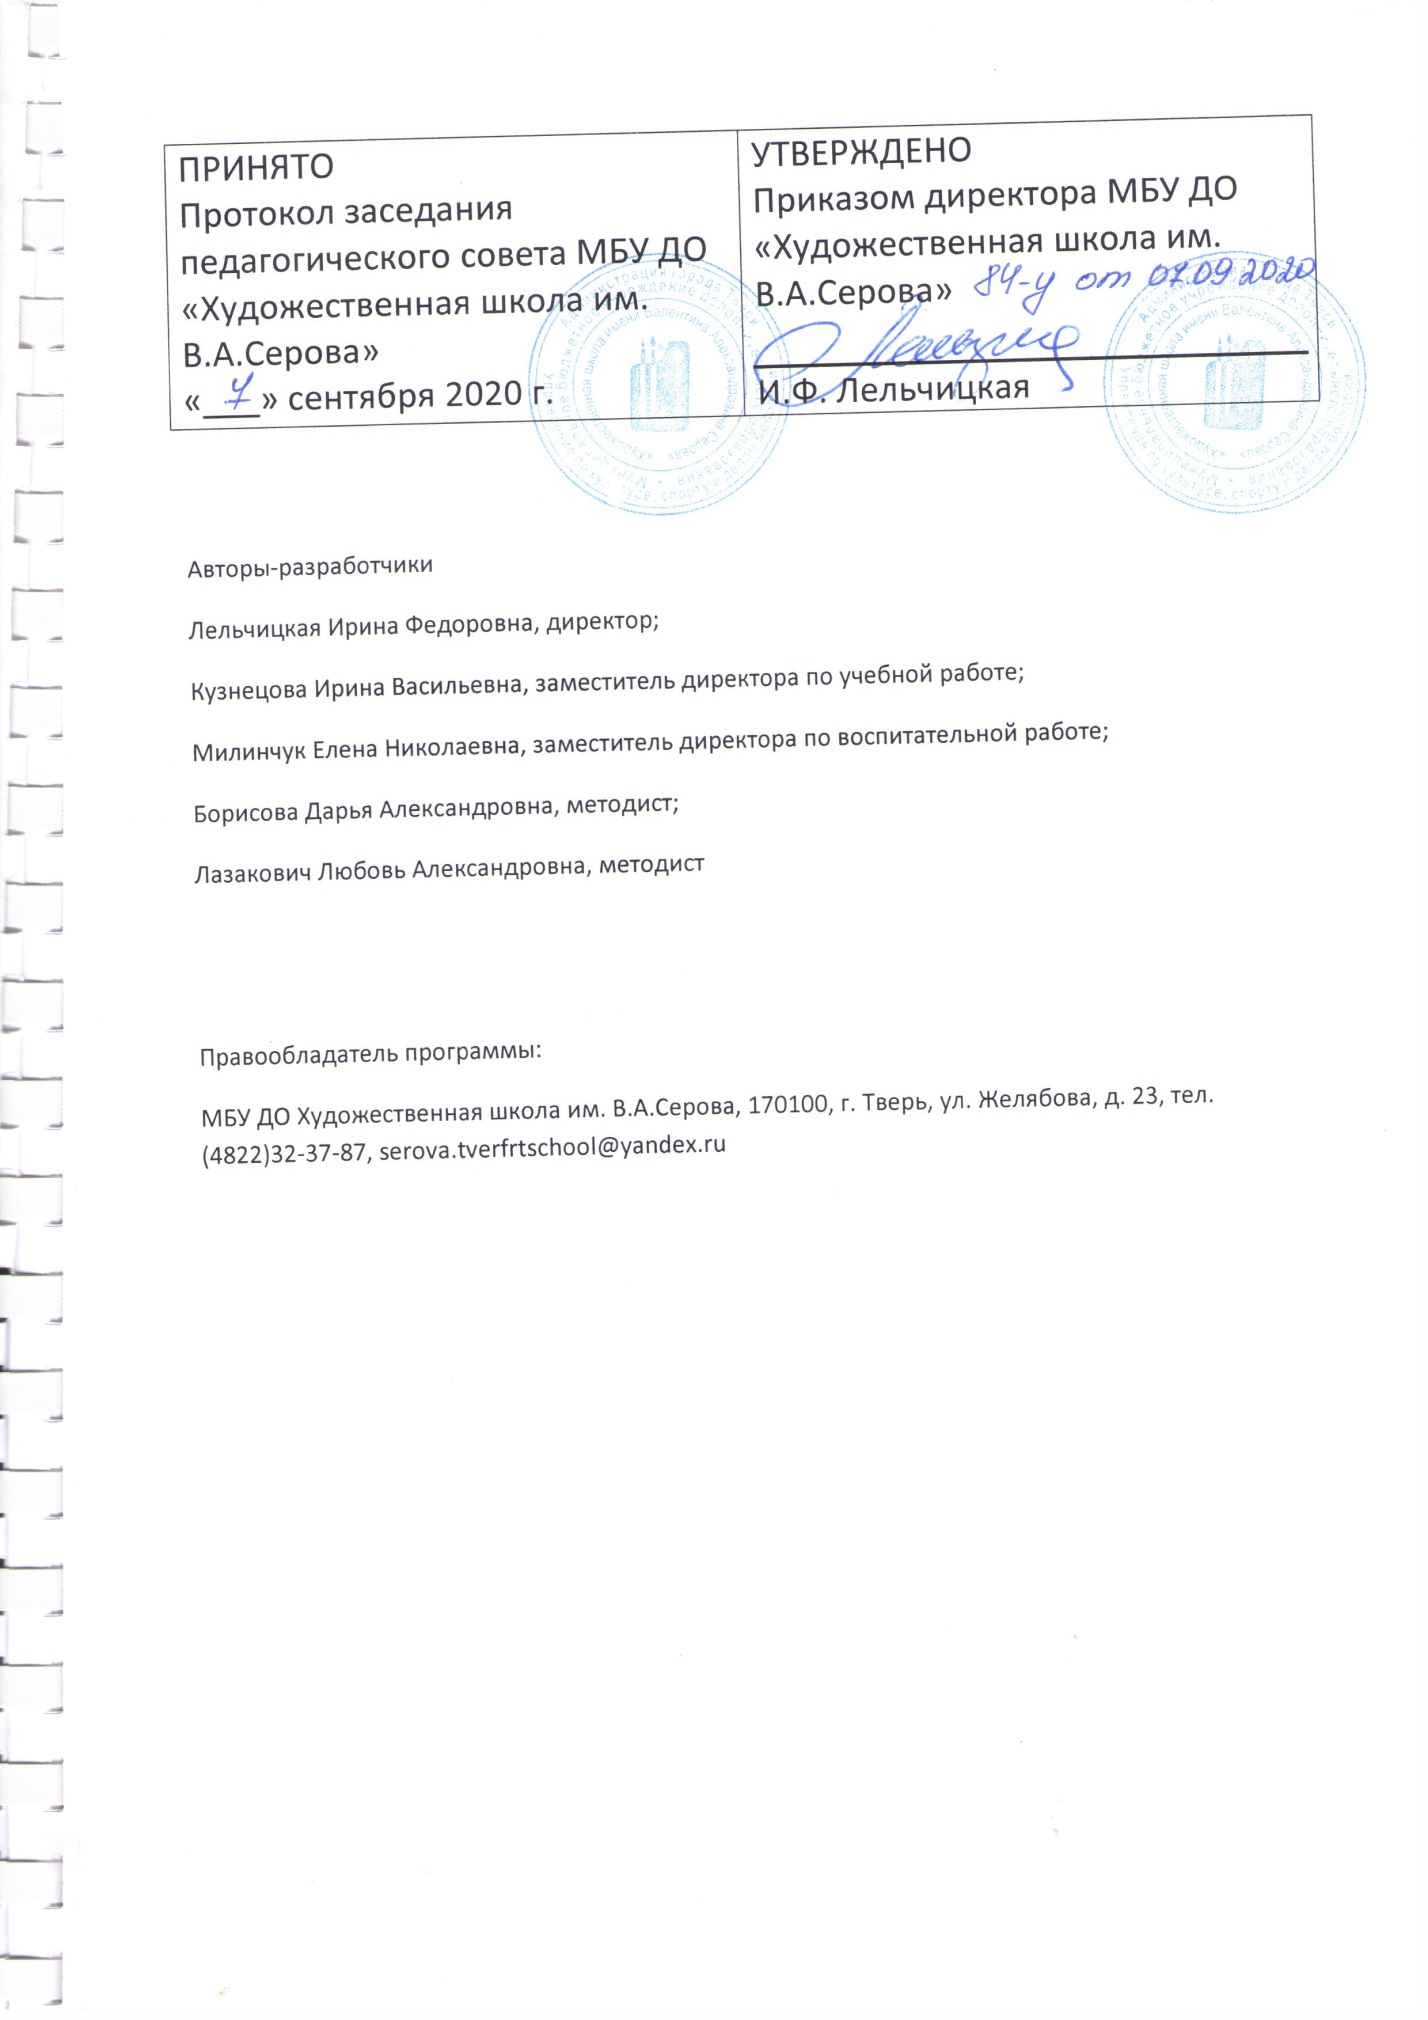 ПРИНЯТО
Протокол заседания
педагогического совета МБУ ДО
«Художественная школа им.
В.А.Серова»
«7» сентября 2020 г.
УТВЕРЖДЕНО
Приказом директора МБУ ДО
«Художественная школа им.
В.А.Серова» 84-у от 07.09.2020
И.Ф. Лельчицкая
Авторы-разработчики
Лельчицкая Ирина Федоровна, директор;
Кузнецова Ирина Васильевна, заместитель директора по учебной работе;
Милинчук Елена Николаевна, заместитель директора по воспитательной работе;
Борисова Дарья Александровна, методист;
Лазакович Любовь Александровна, методист
Правообладатель программы:
МБУ ДО Художественная школа им. В.А.Серова, 170100, г. Тверь, ул. Желябова, д. 23, тел.
(4822)32-37-87, serova.tverfrtschool@yandex.ru